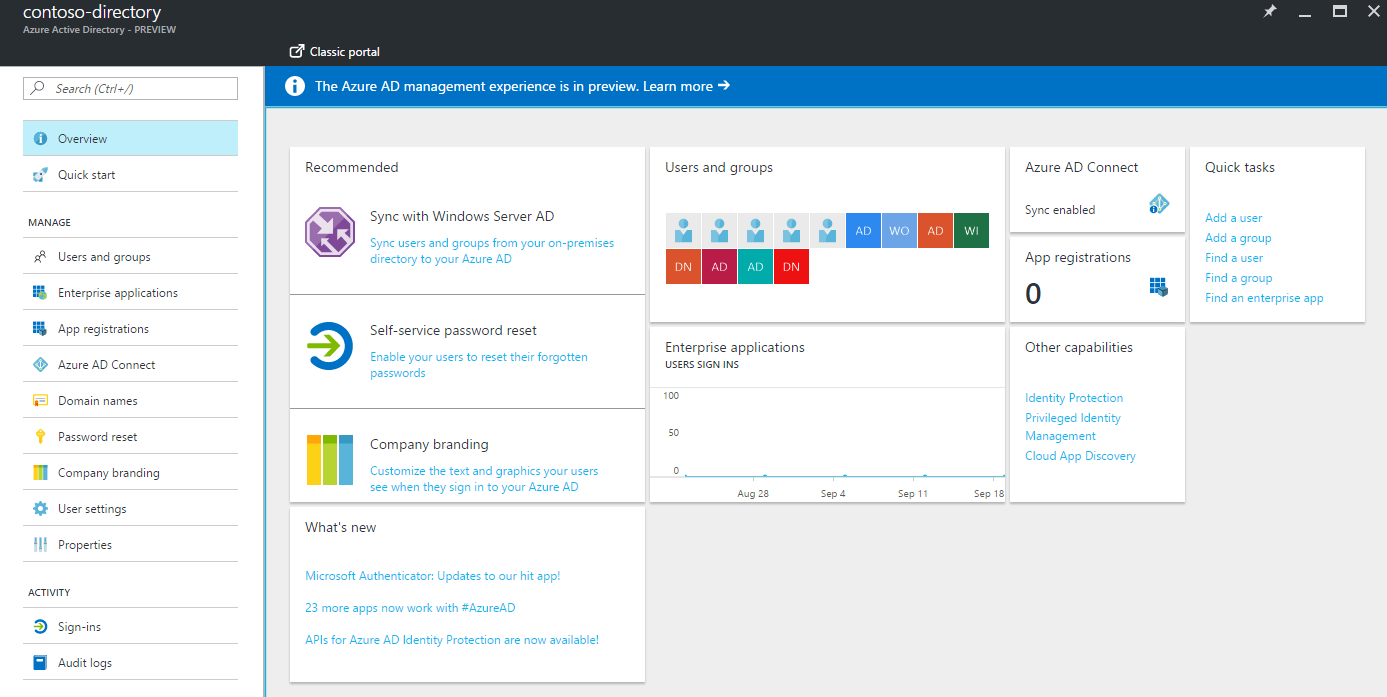 contoso-directory
Azure Active Directory - PREVIEW
Classic portal
Search (Ctrl+/)
The Azure AD management experience is in preview. Learn more →
Overview
Quick start
MANAGE
Users and groups
Enterprise applications
App registrations
Azure AD Connect
Domain names
Password reset
Company branding
User settings
Properties
ACTIVITY
Sign-ins
Audit logs
Recommended
Sync with Windows Server AD
Sync users and groups from your on-premises
directory to your Azure AD
Self-service password reset
Enable your users to reset their forgotten
passwords
Company branding
Customize the text and graphics your users
see when they sign in to your Azure AD
What's new
Microsoft Authenticator: Updates to our hit app!
23 more apps now work with #AzureAD
APIs for Azure AD Identity Protection are now available!
Users and groups
AD WO AD WI
DN AD AD DN
Enterprise applications
USERS SIGN INS
100
50
0
Aug 28 Sep 4 Sep 11 Sep 18
Azure AD Connect
Sync enabled
App registrations
0
Other capabilities
Identity Protection
Privileged Identity
Management
Cloud App Discovery
Quick tasks
Add a user
Add a group
Find a user
Find a group
Find an enterprise app